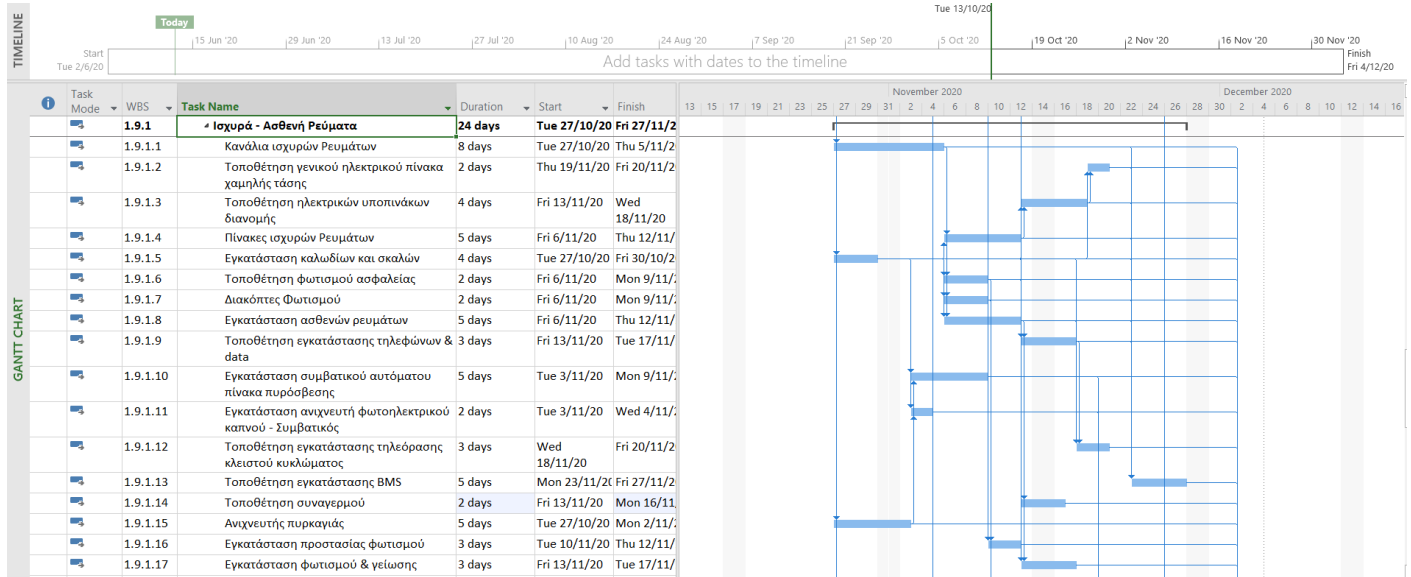 Tue 13/10/20
TIMELINE
Today
15 Jun '20 29 Jun '20 13 Jul '20 27 Jul '20 10 Aug '20 24 Aug '20 7 Sep '20 21 Sep '20 5 Oct '20 19 Oct '20 2 Nov '20 16 Nov '20 30 Nov '20
Start
Tue 2/6/20
Add tasks with dates to the timeline
Finish
Fri 4/12/20
GANTT CHART
Task Mode WBS Task Name Duration Start Finish
November 2020 December 2020
13 15 17 19 21 23 25 27 29 31 2 4 6 8 10 12 14 16 18 20 22 24 26 28 30 2 4 6 8 10 12 14 16
1.9.1 Ισχυρά - Ασθενή Ρεύματα 24 days Tue 27/10/20 Fri 27/11/2
1.9.1.1 Κανάλια ισχυρών Ρευμάτων 8 days Tue 27/10/20 Thu 5/11/2
1.9.1.2 Τοποθέτηση γενικού ηλεκτρικού πίνακα 2 days Thu 19/11/20 Fri 20/11/2
χαμηλής τάσης
1.9.1.3 Τοποθέτηση ηλεκτρικών υποπινάκων 4 days Fri 13/11/20 Wed
διανομής 18/11/20
1.9.1.4 Πίνακες ισχυρών Ρευμάτων 5 days Fri 6/11/20 Thu 12/11/
1.9.1.5 Εγκατάσταση καλωδίων και σκαλών 4 days Tue 27/10/20 Fri 30/10/2
1.9.1.6 Τοποθέτηση φωτισμού ασφαλείας 2 days Fri 6/11/20 Mon 9/11/
1.9.1.7 Διακόπτες Φωτισμού 2 days Fri 6/11/20 Mon 9/11/
1.9.1.8 Εγκατάσταση ασθενών ρευμάτων 5 days Fri 6/11/20 Thu 12/11/
1.9.1.9 Τοποθέτηση εγκατάστασης τηλεφώνων & 3 days Fri 13/11/20 Tue 17/11/
data
1.9.1.10 Εγκατάσταση συμβατικού αυτόματου 5 days Tue 3/11/20 Mon 9/11/
πίνακα πυρόσβεσης
1.9.1.11 Εγκατάσταση ανιχνευτή φωτοηλεκτρικού 2 days Tue 3/11/20 Wed 4/11/
καπνού - Συμβατικός
1.9.1.12 Τοποθέτηση εγκατάστασης τηλεόρασης 3 days Wed Fri 20/11/2
κλειστού κυκλώματος 18/11/20
1.9.1.13 Τοποθέτηση εγκατάστασης BMS 5 days Mon 23/11/20 Fri 27/11/2
1.9.1.14 Τοποθέτηση συναγερμού 2 days Fri 13/11/20 Mon 16/11
1.9.1.15 Ανιχνευτής πυρκαγιάς 5 days Tue 27/10/20 Mon 2/11/
1.9.1.16 Εγκατάσταση προστασίας φωτισμού 3 days Tue 10/11/20 Thu 12/11/
1.9.1.17 Εγκατάσταση φωτισμού & γείωσης 3 days Fri 13/11/20 Tue 17/11/